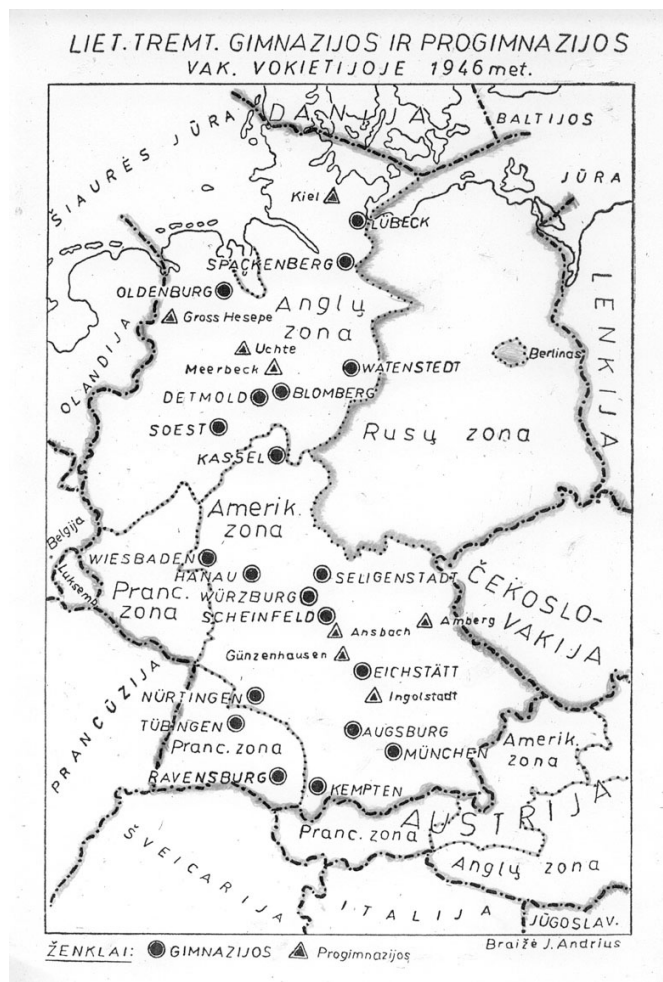 LIET. TREMT. GIMNAZIJOS IR PROGIMNAZIJOS
VAK. VOKIETIJOJE 1946 met.
DANIJA
BALTIJOS
JŪRA
ŠIAURĖS JŪRA
Kiel
LÜBECK
SPACKENBERG
OLDENBURG
Anglų
zona
Gross Hesepe
LENKIJA
OLANDIJA
Uchte
Berlinas
Meerbeck
WATENSTEDT
DETMOLD
BLOMBERG
SOEST
Rusų zona
KASSEL
Amerik.
zona
Belgija
WIESBADEN
Luksemb.
HANAU
SELIGENSTADT
ČEKOSLO-
VAKIJA
Pranc.
zona
WÜRZBURG
SCHEINFELD
Ansbach
Amberg
Günzenhausen
PRANCŪZIJA
EICHSTÄTT
NÜRTINGEN
Ingolstadt
TÜBINGEN
AUGSBURG
Pranc. zona
MÜNCHEN
Amerik.
zona
RAVENSBURG
KEMPTEN
AUSTRIJA
Pranc. zona
ŠVEICARIJA
Anglų zona
ITALIJA
JŪGOSLAV.
ŽENKLAI: GIMNAZIJOS Progimnazijos
Braižė J. Andrius